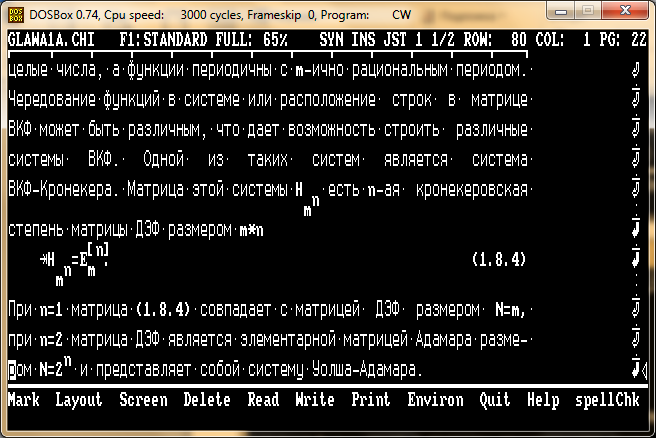 DOSBox 0.74, Cpu speed: 3000 cycles, Frameskip 0, Program: CW
GLAWA1A.CHI F1:STANDARD FULL: 65% SYN INS JST 1 1/2 ROW: 80 COL: 1 PG: 22
целые числа, а функции периодичны с m-ично рациональным периодом.
Чередование функций в системе или расположение строк в матрице
ВКФ может быть различным, что дает возможность строить различные
системы ВКФ. Одной из таких систем является система
ВКФ-Кронекера. Матрица этой системы H_m^n есть n-ая кронекеровская
степень матрицы ДЭФ размером m*n
H_m^n=E_m^[n]. (1.8.4)
При n=1 матрица (1.8.4) совпадает с матрицей ДЭФ размером N=m,
при n=2 матрица ДЭФ является элементарной матрицей Адамара разме-
ром N=2^n и представляет собой систему Уолша-Адамара.
Mark Layout Screen Delete Read Write Print Environ Quit Help spellChk